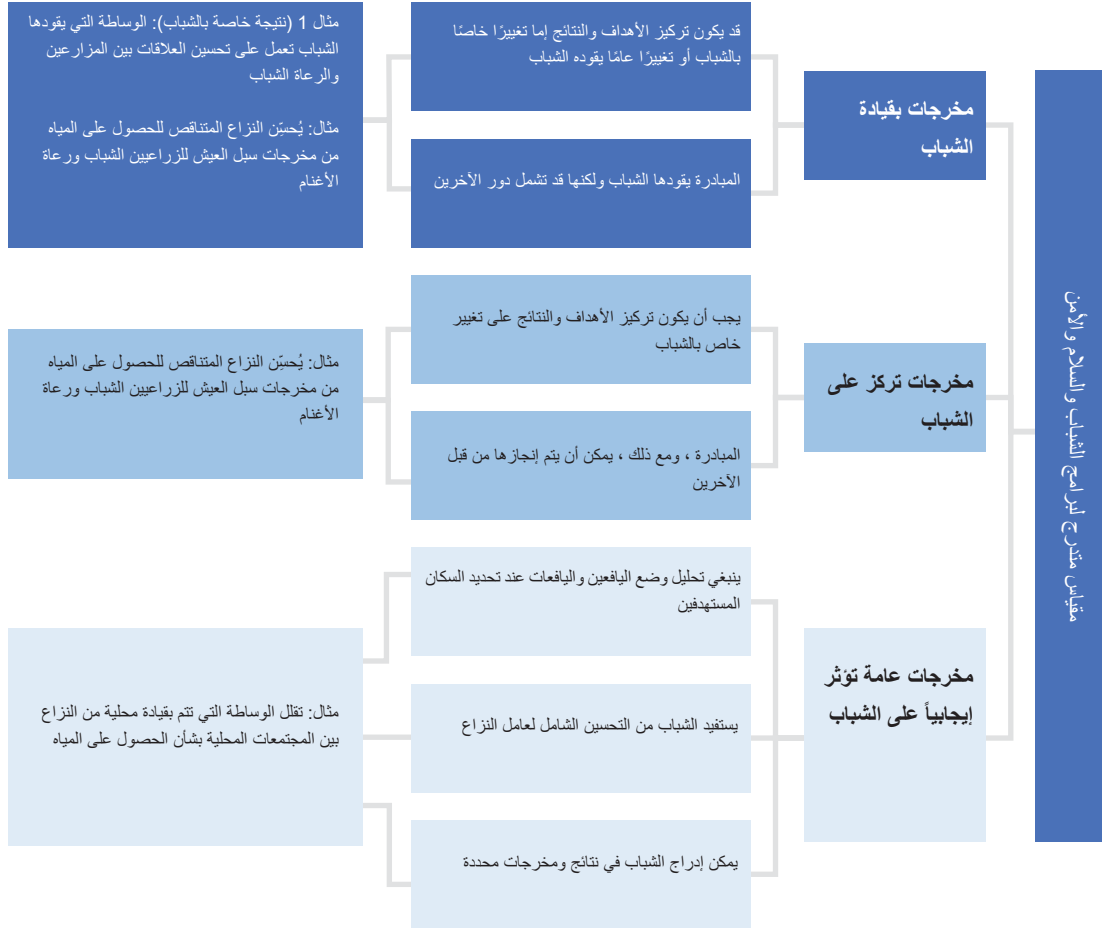 مقياس متدرج لبرامج الشباب والسلام والأمن
مخرجات بقيادة
الشباب
قد يكون تركيز الأهداف والنتائج إما تغييرًا خاصًا
بالشباب أو تغييرًا عامًا يقوده الشباب
المبادرة يقودها الشباب ولكنها قد تشمل دور الآخرين
مثال 1 (نتيجة خاصة بالشباب): الوساطة التي يقودها
الشباب تعمل على تحسين العلاقات بين المزارعين
والرعاة الشباب
مثال: يُحسِّن النزاع المتناقص للحصول على المياه
من مخرجات سبل العيش للزراعيين الشباب ورعاة
الأغنام
مخرجات تركز على
الشباب
يجب أن يكون تركيز الأهداف والنتائج على تغيير
خاص بالشباب
المبادرة ، ومع ذلك ، يمكن أن يتم إنجازها من قبل
الآخرين
مثال: يُحسِّن النزاع المتناقص للحصول على المياه
من مخرجات سبل العيش للزراعيين الشباب ورعاة
الأغنام
مخرجات عامة تؤثر
إيجابياً على الشباب
ينبغي تحليل وضع اليافعين واليافعات عند تحديد السكان
المستهدفين
يستفيد الشباب من التحسين الشامل لعامل النزاع
يمكن إدراج الشباب في نتائج ومخرجات محددة
مثال: تقلل الوساطة التي تتم بقيادة محلية من النزاع
بين المجتمعات المحلية بشأن الحصول على المياه